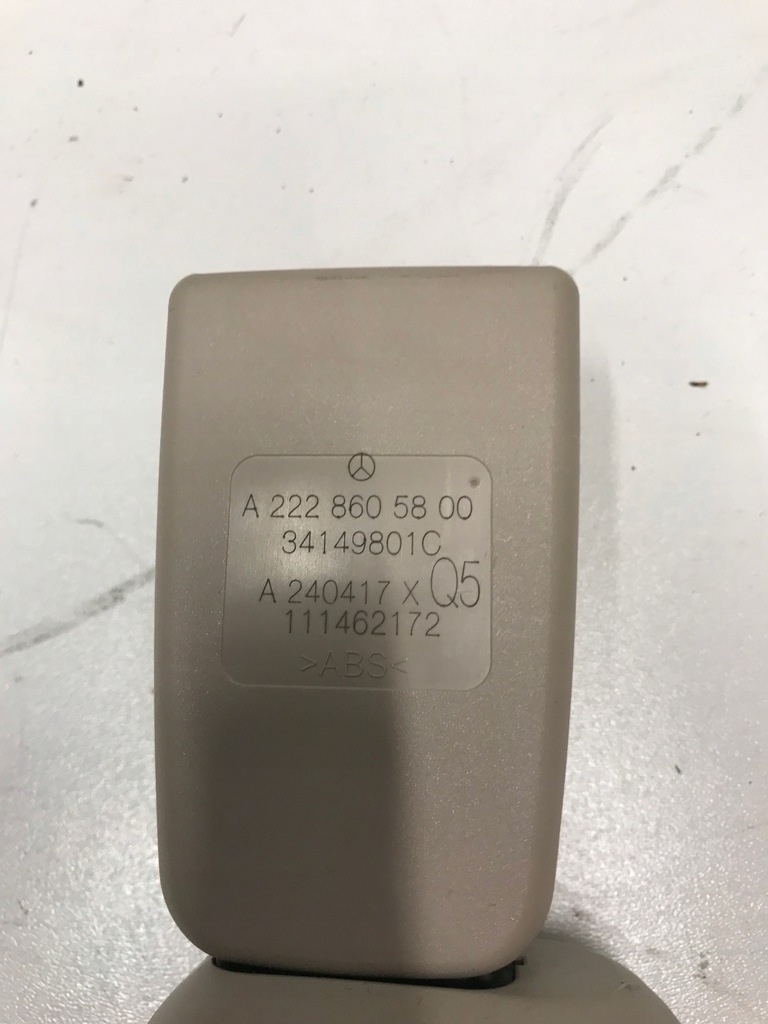 A 222 860 58 00
34149801C
A 240417 X Q5
111462172
>ABS<